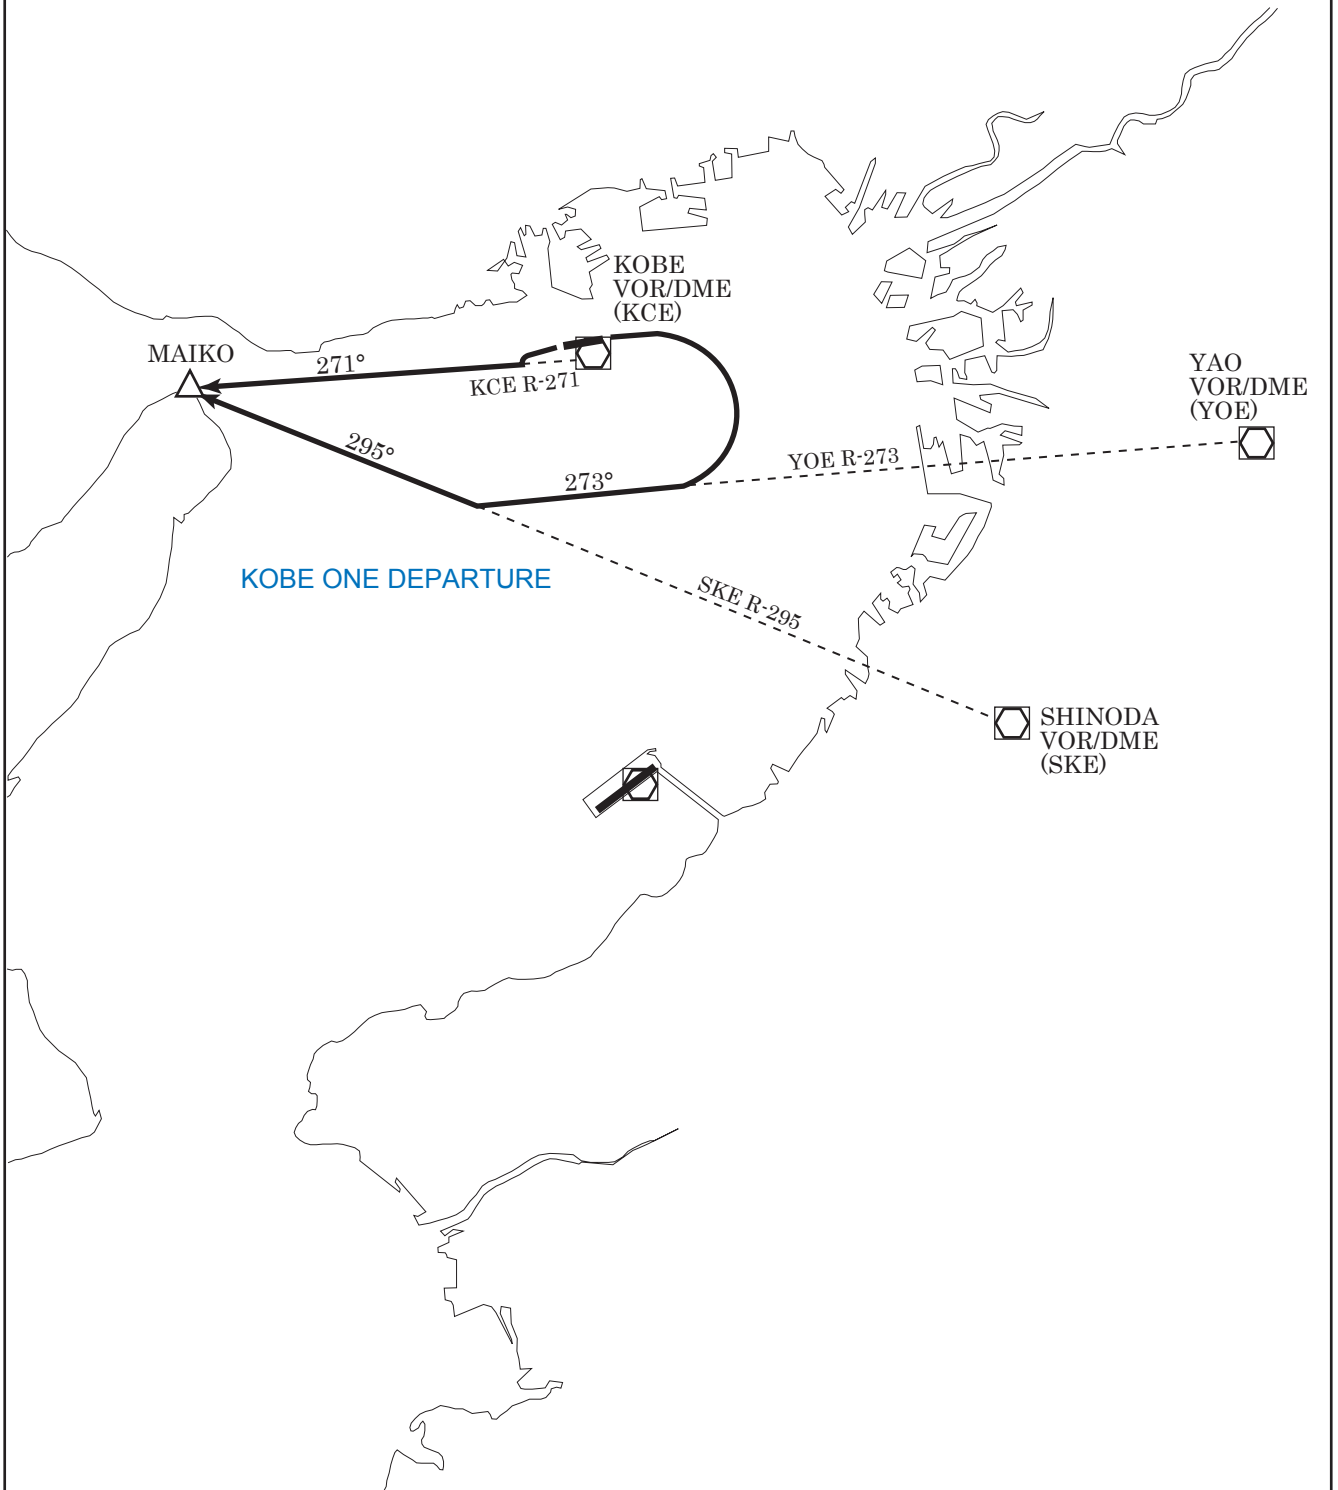 KOBE
VOR/DME
(KCE)
MAIKO
271°
KCE R-271
YAO
VOR/DME
(YOE)
295°
YOE R-273
273°
KOBE ONE DEPARTURE
SKE R-295
SHINODA
VOR/DME
(SKE)